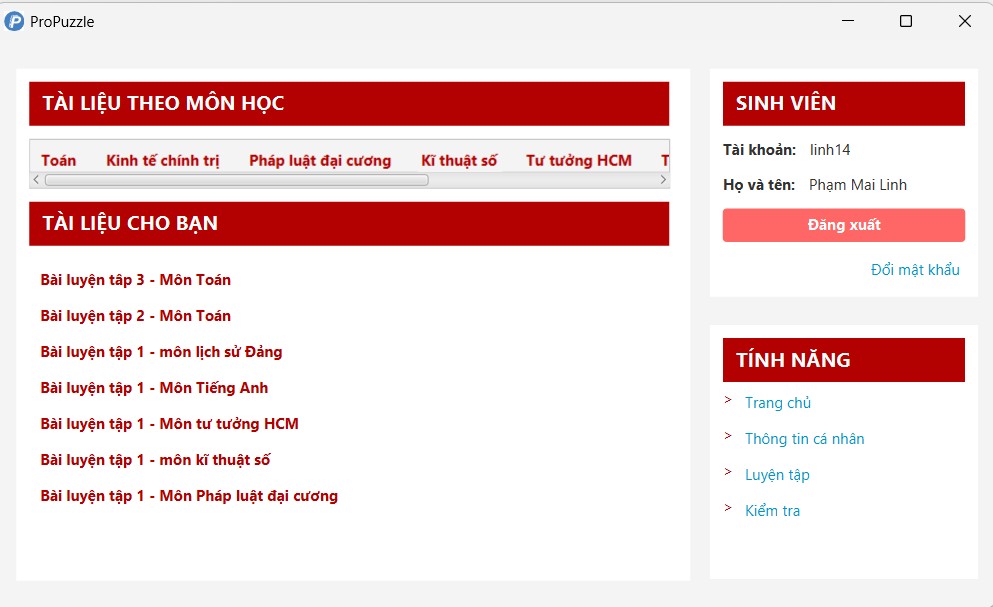 ProPuzzle
TÀI LIỆU THEO MÔN HỌC
Toán Kinh tế chính trị Pháp luật đại cương Kĩ thuật số Tư tưởng HCM T
TÀI LIỆU CHO BẠN
Bài luyện tâp 3 - Môn Toán
Bài luyện tập 2 - Môn Toán
Bài luyện tập 1 - môn lịch sử Đảng
Bài luyện tập 1 - Môn Tiếng Anh
Bài luyện tập 1 - Môn tư tưởng HCM
Bài luyện tập 1 - môn kĩ thuật số
Bài luyện tập 1 - Môn Pháp luật đại cương
SINH VIÊN
Tài khoản: linh14
Họ và tên: Phạm Mai Linh
Đăng xuất
Đổi mật khẩu
TÍNH NĂNG
> Trang chủ
> Thông tin cá nhân
> Luyện tập
> Kiểm tra